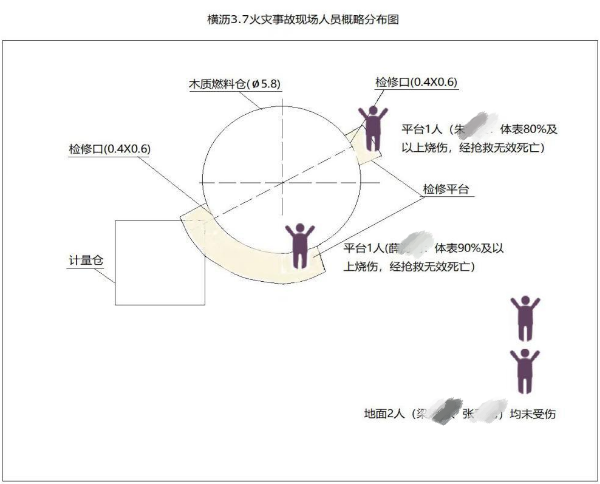 横沥3.7火灾事故现场人员概略分布图
木质燃料仓(ø5.8)
检修口(0.4X0.6)
平台1人（朱 体表80%及
以上烧伤，经抢救无效死亡）
检修口(0.4X0.6)
检修平台
平台1人(薛 体表90%及以
上烧伤，经抢救无效死亡）
计量仓
地面2人（梁 张 ）均未受伤